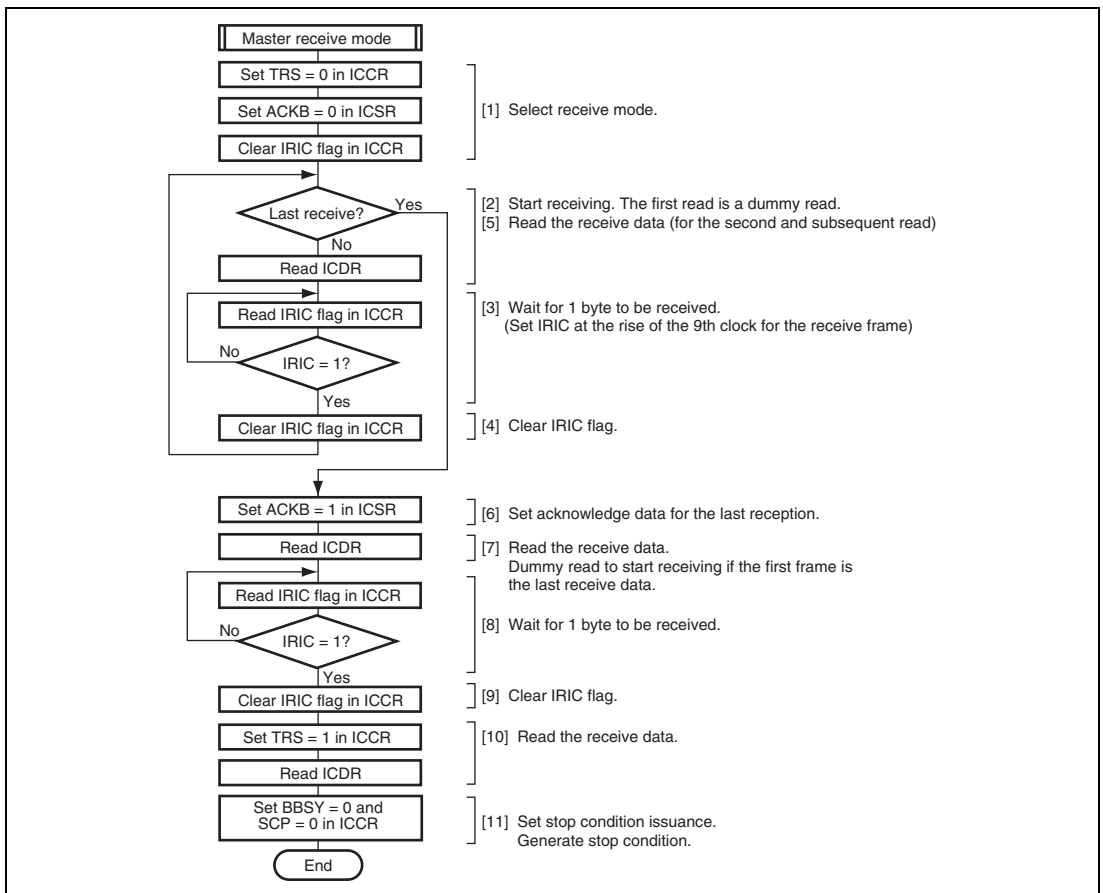 Master receive mode
Set TRS = 0 in ICCR
Set ACKB = 0 in ICSR
Clear IRIC flag in ICCR
[1] Select receive mode.
Last receive?
Yes
No
Read ICDR
[2] Start receiving. The first read is a dummy read.
[5] Read the receive data (for the second and subsequent read)
Read IRIC flag in ICCR
No
IRIC = 1?
Yes
[3] Wait for 1 byte to be received.
(Set IRIC at the rise of the 9th clock for the receive frame)
Clear IRIC flag in ICCR
[4] Clear IRIC flag.
Set ACKB = 1 in ICSR
[6] Set acknowledge data for the last reception.
Read ICDR
[7] Read the receive data.
Dummy read to start receiving if the first frame is
the last receive data.
Read IRIC flag in ICCR
No
IRIC = 1?
Yes
[8] Wait for 1 byte to be received.
Clear IRIC flag in ICCR
[9] Clear IRIC flag.
Set TRS = 1 in ICCR
[10] Read the receive data.
Read ICDR
Set BBSY = 0 and
SCP = 0 in ICCR
[11] Set stop condition issuance.
Generate stop condition.
End